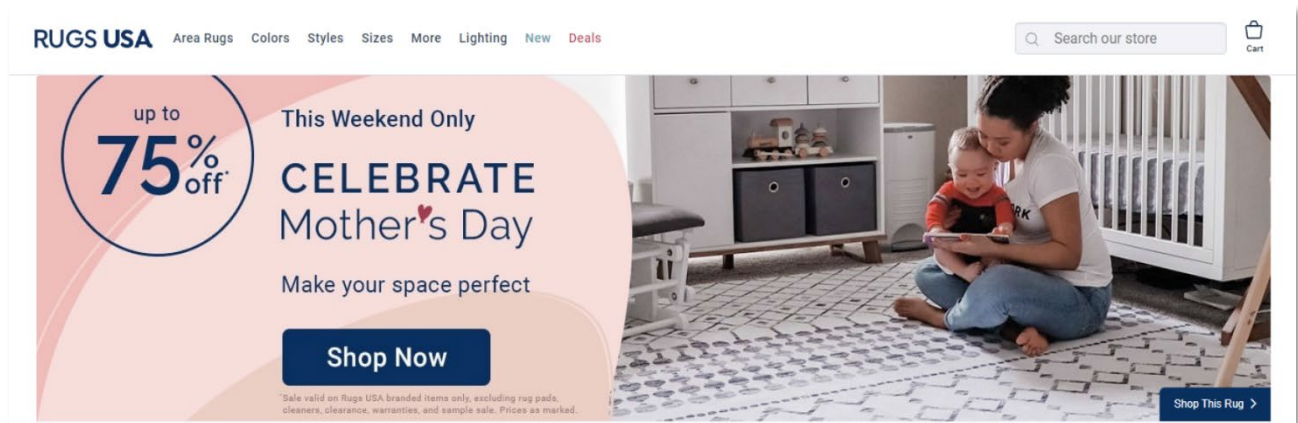 RUGS USA
Area Rugs Colors Styles Sizes More Lighting New Deals
Search our store
Cart
up to
75% off*
This Weekend Only
CELEBRATE
Mother's Day
Make your space perfect
Shop Now
*Sale valid on Rugs USA branded items only, excluding rug pads,
cleaners, clearance, warranties, and sample sale. Prices as marked.
RK
Shop This Rug >